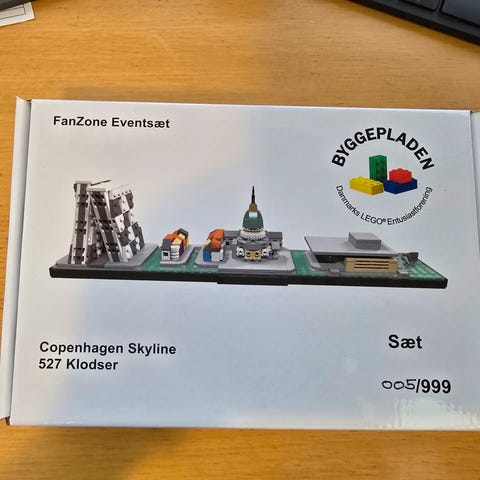 FanZone Eventsæt
BYGGEPLADEN
Danmarks LEGO® Entusiastforening
Copenhagen Skyline
527 Klodser
Sæt
005/999